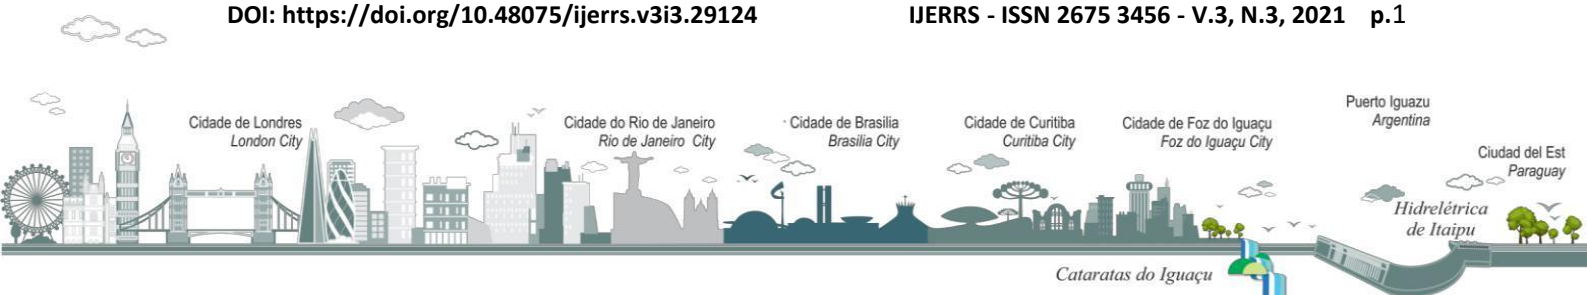 DOI: https://doi.org/10.48075/ijerrs.v3i3.29124 IJERRS - ISSN 2675 3456 - V.3, N.3, 2021 p.1
Cidade de Londres
London City
Cidade do Rio de Janeiro
Rio de Janeiro City
Cidade de Brasilia
Brasilia City
Cidade de Curitiba
Curitiba City
Cidade de Foz do Iguaçu
Foz do Iguaçu City
Puerto Iguazu
Argentina
Ciudad del Est
Paraguay
Hidrelétrica
de Itaipu
Cataratas do Iguaçu